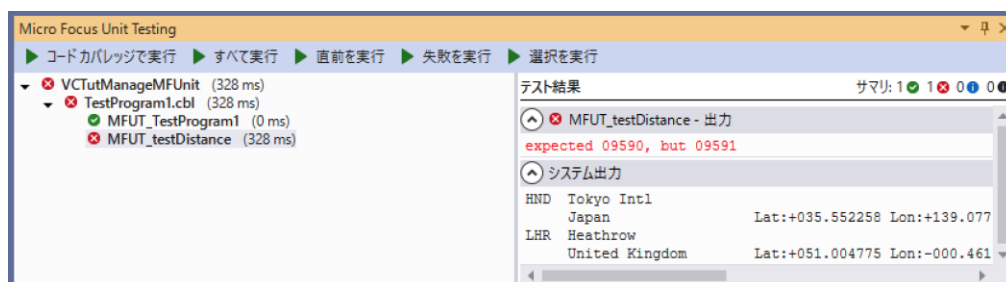 Micro Focus Unit Testing
コード カバレッジで実行 すべて実行 直前を実行 失敗を実行 選択を実行
VCTutManageMFUnit (328 ms)
TestProgram1.cbl (328 ms)
MFUT_TestProgram1 (0 ms)
MFUT_testDistance (328 ms)
テスト結果 サマリ: 1 1 0 0
MFUT_testDistance - 出力
expected 09590, but 09591
システム出力
HND Tokyo Intl
Japan Lat:+035.552258 Lon:+139.077
LHR Heathrow
United Kingdom Lat:+051.004775 Lon:-000.461